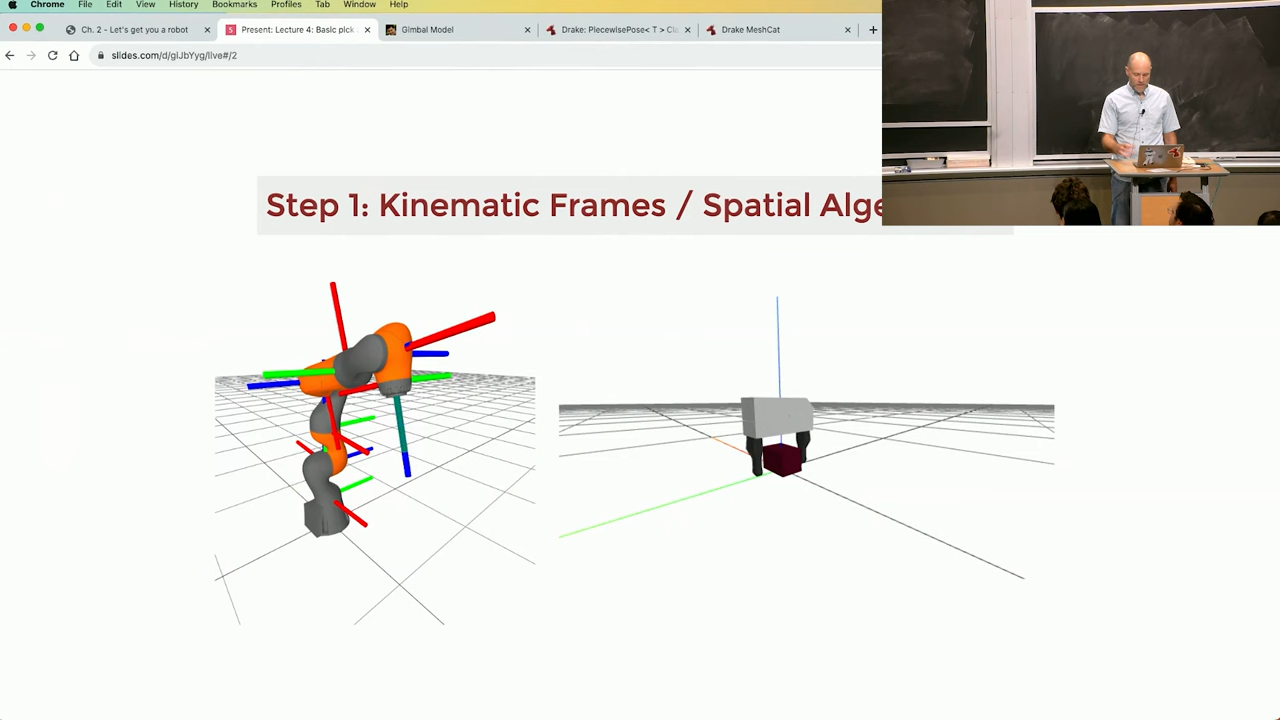 Chrome File Edit View History Bookmarks Profiles Tab Window Help
Ch. 2 - Let's get you a robot
Present: Lecture 4: Basic pick
Gimbal Model
Drake: PiecewisePose< T > Cla
Drake MeshCat
slides.com/d/glJbYyg/live#/2
Step 1: Kinematic Frames / Spatial Alge